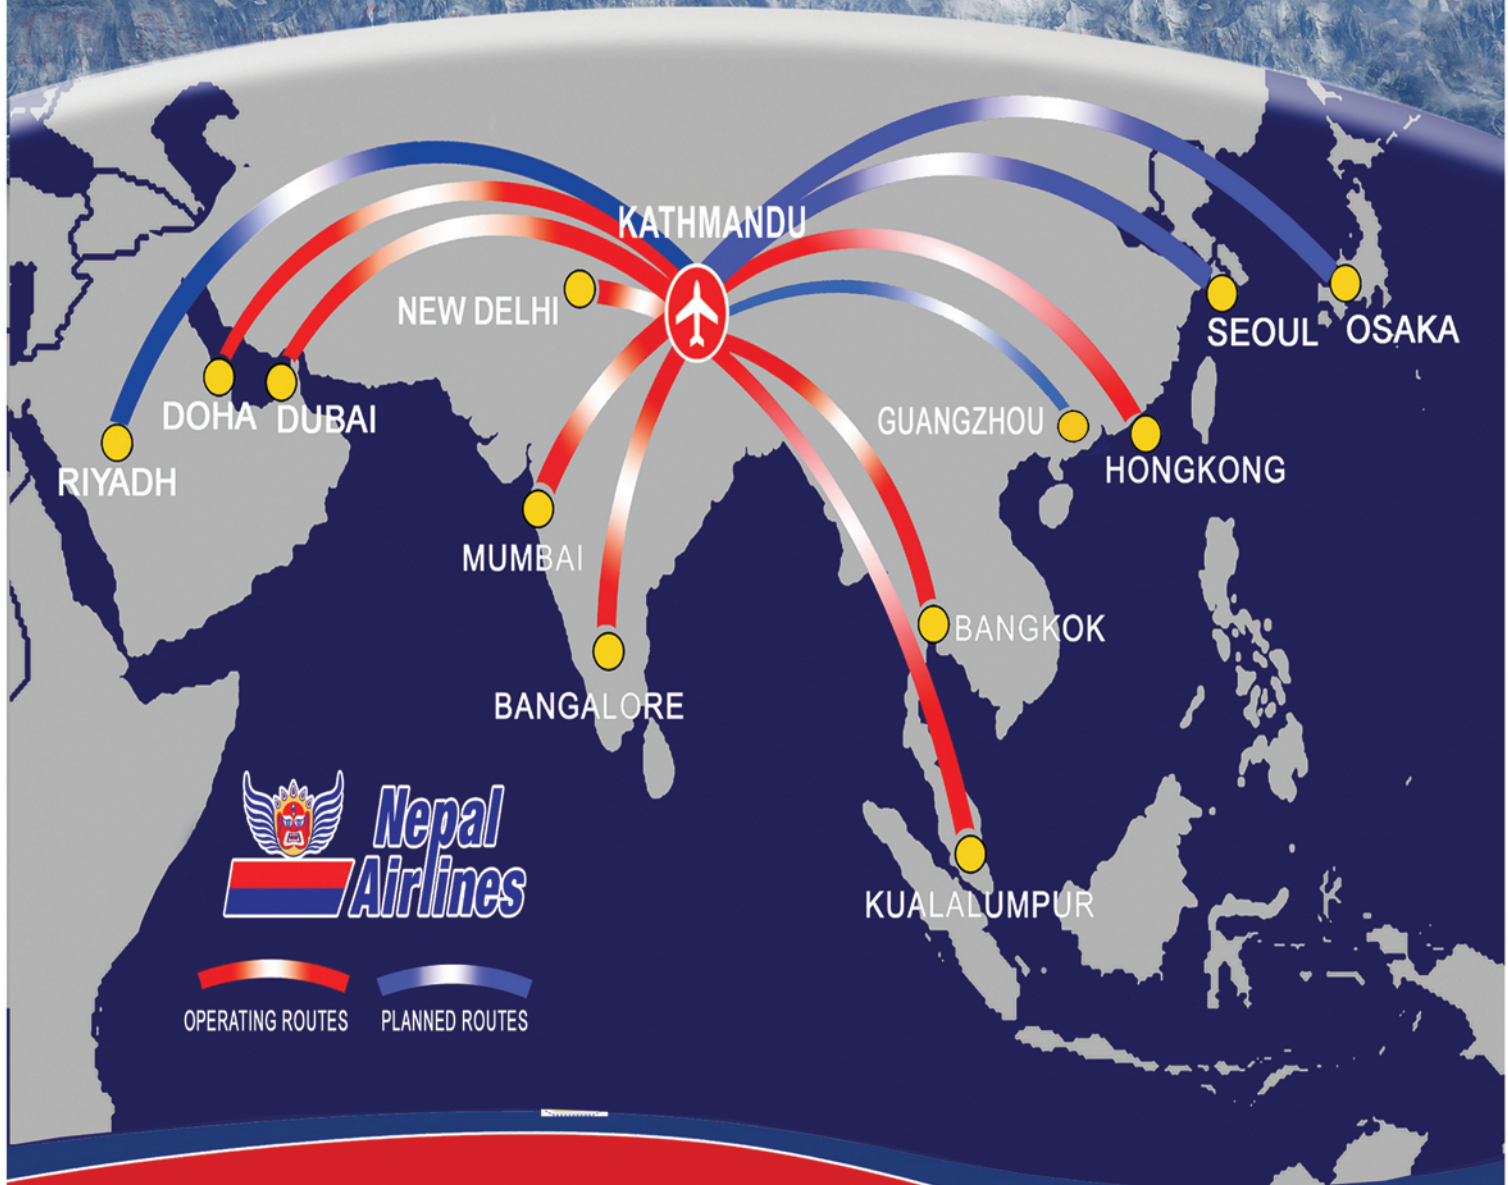 KATHMANDU
NEW DELHI
SEOUL
OSAKA
DOHA
DUBAI
GUANGZHOU
RIYADH
HONGKONG
MUMBAI
BANGKOK
BANGALORE
Nepal
Airlines
KUALALUMPUR
OPERATING ROUTES
PLANNED ROUTES